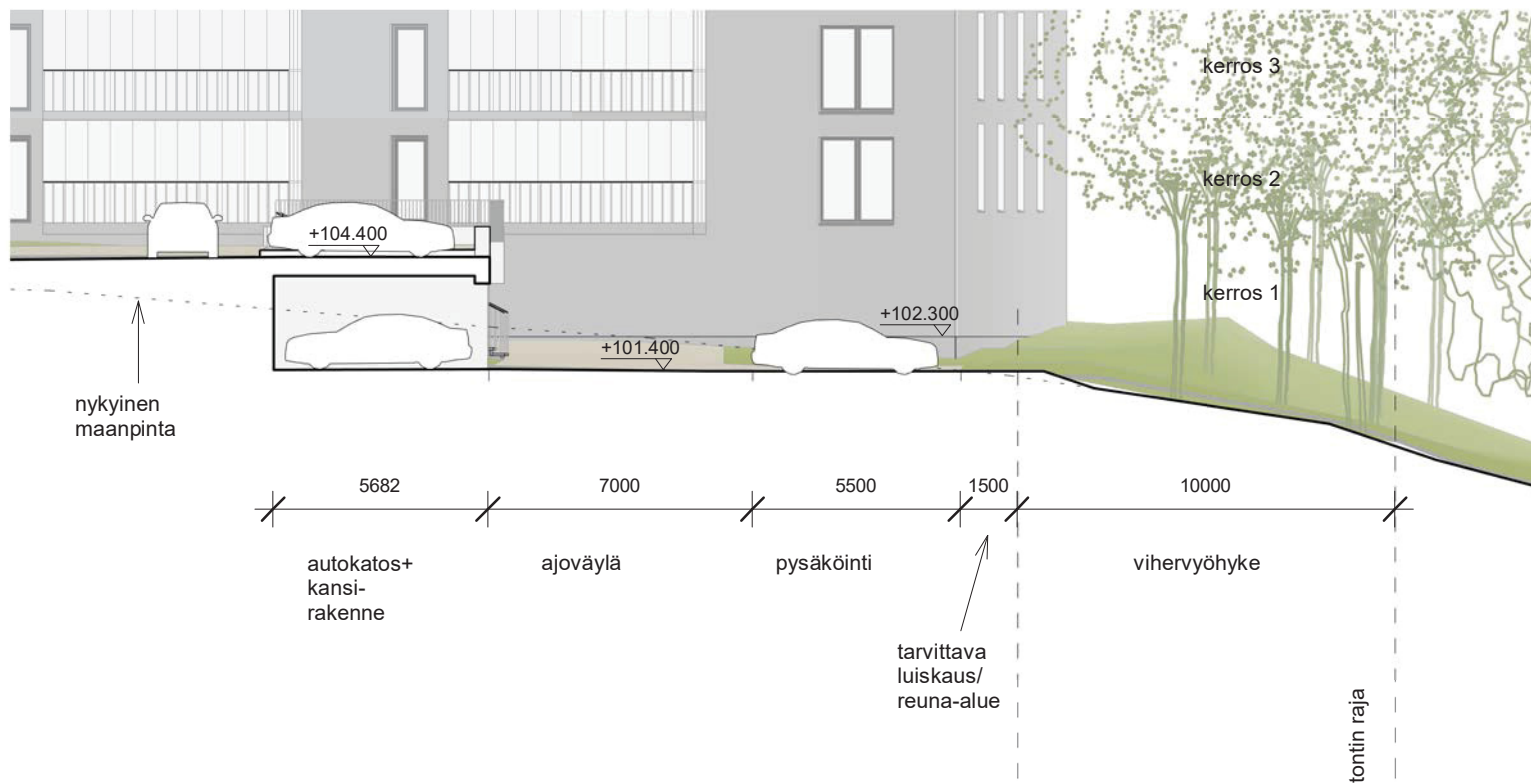 kerros 3
kerros 2
+104.400
kerros 1
+102.300
+101.400
nykyinen
maanpinta
5682
7000
5500
1500
10000
autokatos+
kansi-
rakenne
ajoväylä
pysäköinti
vihervyöhyke
tarvittava
luiskaus/
reuna-alue
tontin raja